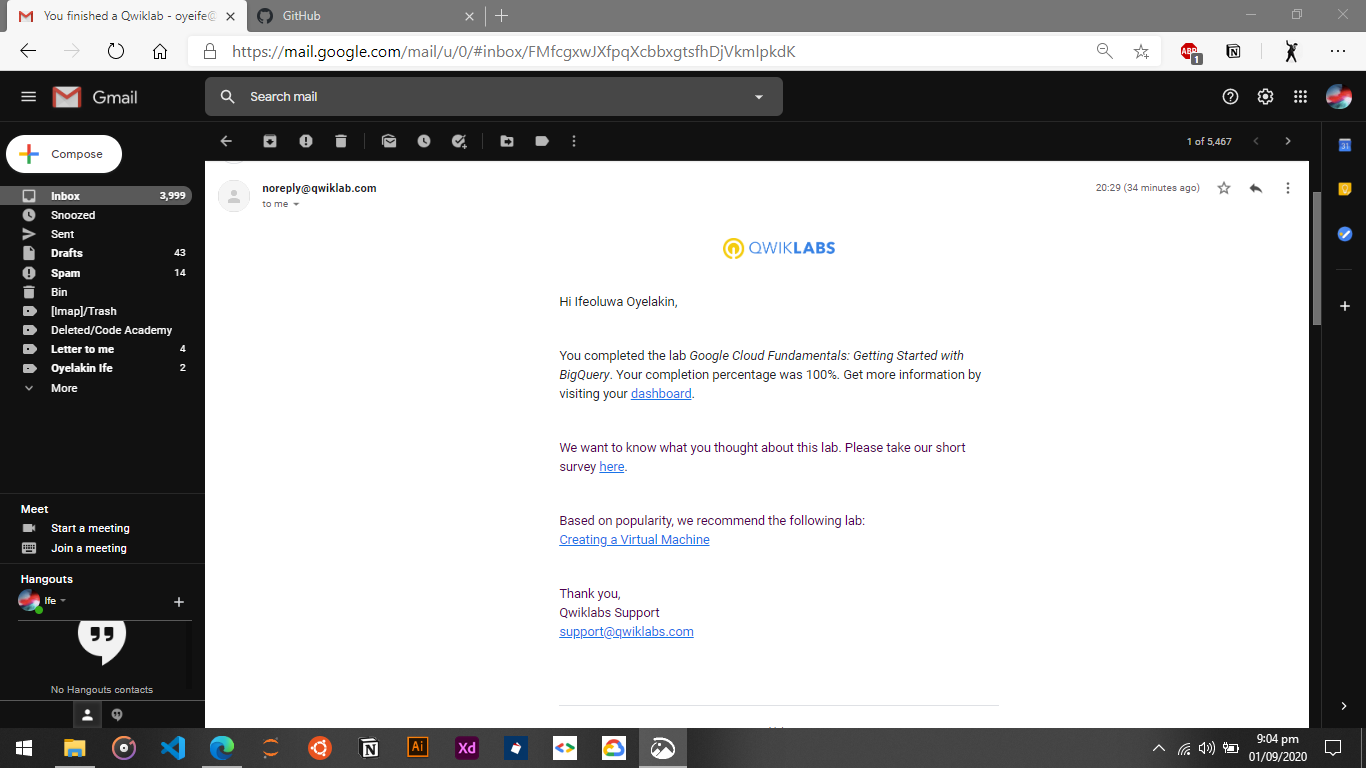 You finished a Qwiklab - oyeife@
GitHub
https://mail.google.com/mail/u/0/#inbox/FMfcgxwJXfpqXcbbxgtsfhDjVkmIpkdK
ABP
1
Gmail
Search mail
Compose
1 of 5,467
31
Inbox 3,999
Snoozed
Sent
Drafts 43
Spam 14
Bin
[Imap]/Trash
Deleted/Code Academy
Letter to me 4
Oyelakin Ife 2
More
noreply@qwiklab.com
to me
20:29 (34 minutes ago)
QWIKLABS
Hi Ifeoluwa Oyelakin,
You completed the lab Google Cloud Fundamentals: Getting Started with
BigQuery. Your completion percentage was 100%. Get more information by
visiting your dashboard.
We want to know what you thought about this lab. Please take our short
survey here.
Based on popularity, we recommend the following lab:
Creating a Virtual Machine
Thank you,
Qwiklabs Support
support@qwiklabs.com
Meet
Start a meeting
Join a meeting
Hangouts
Ife
No Hangouts contacts
Ai
Xd
9:04 pm
01/09/2020